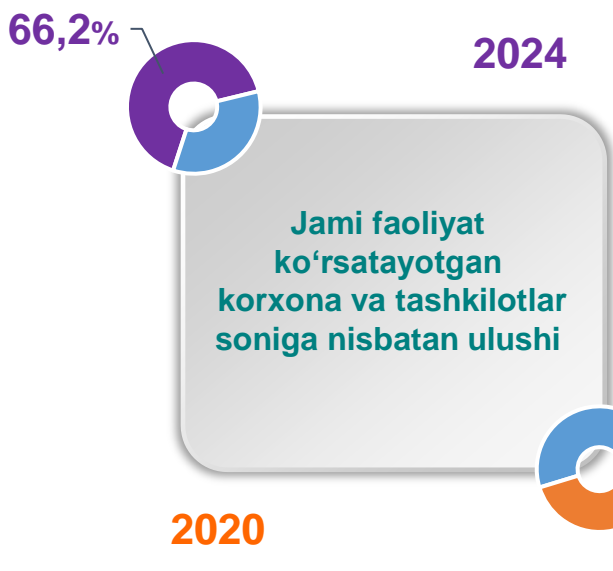 66,2%
2024
Jami faoliyat
ko‘rsatayotgan
korxona va tashkilotlar
soniga nisbatan ulushi
2020